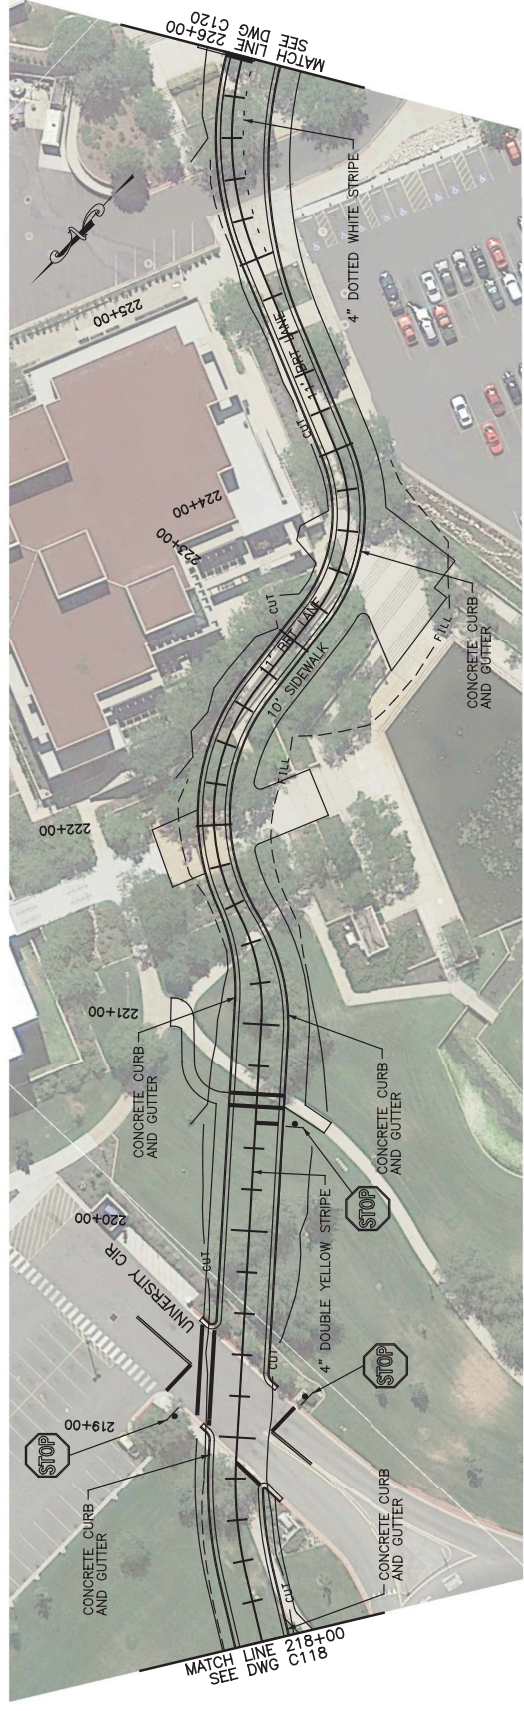 MATCH LINE 226+00
SEE DWG C120
4" DOTTED WHITE STRIPE
225+00
11' BRT LANE
CUT
224+00
223+00
CUT
11' BRT LANE
10' SIDEWALK
FILL
CONCRETE CURB
AND GUTTER
FILL
222+00
221+00
CONCRETE CURB
AND GUTTER
CONCRETE CURB
AND GUTTER
STOP
220+00
UNIVERSITY CIR
CUT
4" DOUBLE YELLOW STRIPE
CUT
STOP
219+00
STOP
CONCRETE CURB
AND GUTTER
CONCRETE CURB
AND GUTTER
CUT
MATCH LINE 218+00
SEE DWG C118